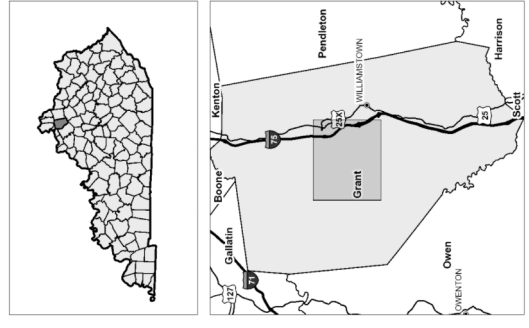 Pendleton
Harrison
Kenton
WILLIAMSTOWN
Boone
75
25X
25
Scott
Grant
Gallatin
71
127
Owen
OWENTON